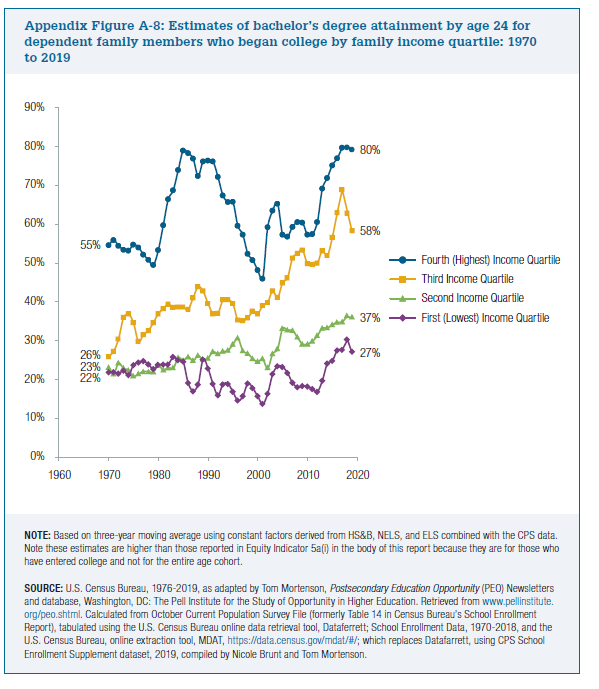 Appendix Figure A-8: Estimates of bachelor's degree attainment by age 24 for
dependent family members who began college by family income quartile: 1970
to 2019
90%
80%
70%
60%
50%
40%
30%
20%
10%
0%
1960
1970
1980
1990
2000
2010
2020
55%
26%
23%
22%
80%
58%
37%
27%
Fourth (Highest) Income Quartile
Third Income Quartile
Second Income Quartile
First (Lowest) Income Quartile
NOTE: Based on three-year moving average using constant factors derived from HS&B, NELS, and ELS combined with the CPS data.
Note these estimates are higher than those reported in Equity Indicator 5a(i) in the body of this report because they are for those who
have entered college and not for the entire age cohort.
SOURCE: U.S. Census Bureau, 1976-2019, as adapted by Tom Mortenson, Postsecondary Education Opportunity (PEO) Newsletters
and database, Washington, DC: The Pell Institute for the Study of Opportunity in Higher Education. Retrieved from www.pellinstitute.
org/peo.shtml. Calculated from October Current Population Survey File (formerly Table 14 in Census Bureau's School Enrollment
Report), tabulated using the U.S. Census Bureau online data retrieval tool, Dataferrett; School Enrollment Data, 1970-2018, and the
U.S. Census Bureau, online extraction tool, MDAT, https://data.census.gov/mdat/#/; which replaces Datafarrett, using CPS School
Enrollment Supplement dataset, 2019, compiled by Nicole Brunt and Tom Mortenson.